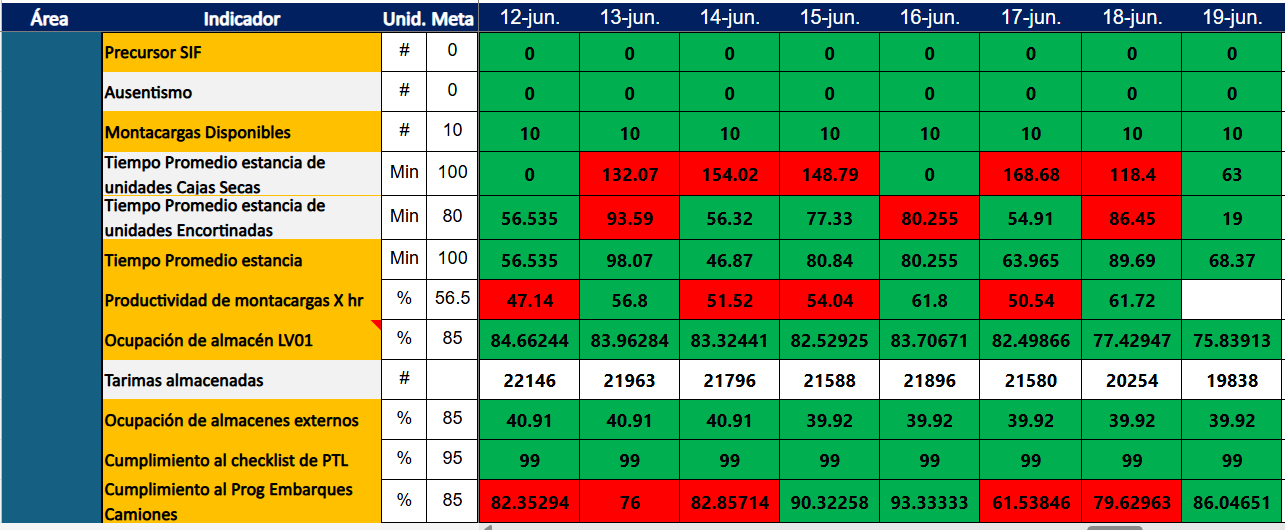 Área Indicador Unid. Meta 12-jun. 13-jun. 14-jun. 15-jun. 16-jun. 17-jun. 18-jun. 19-jun.
Precursor SIF # 0 0 0 0 0 0 0 0 0
Ausentismo # 0 0 0 0 0 0 0 0 0
Montacargas Disponibles # 10 10 10 10 10 10 10 10 10
Tiempo Promedio estancia de
unidades Cajas Secas Min 100 0 132.07 154.02 148.79 0 168.68 118.4 63
Tiempo Promedio estancia de
unidades Encortinadas Min 80 56.535 93.59 56.32 77.33 80.255 54.91 86.45 19
Tiempo Promedio estancia Min 100 56.535 98.07 46.87 80.84 80.255 63.965 89.69 68.37
Productividad de montacargas X hr % 56.5 47.14 56.8 51.52 54.04 61.8 50.54 61.72
Ocupación de almacén LV01 % 85 84.66244 83.96284 83.32441 82.52925 83.70671 82.49866 77.42947 75.83913
Tarimas almacenadas # 22146 21963 21796 21588 21896 21580 20254 19838
Ocupación de almacenes externos % 85 40.91 40.91 40.91 39.92 39.92 39.92 39.92 39.92
Cumplimiento al checklist de PTL % 95 99 99 99 99 99 99 99 99
Cumplimiento al Prog Embarques
Camiones % 85 82.35294 76 82.85714 90.32258 93.33333 61.53846 79.62963 86.04651